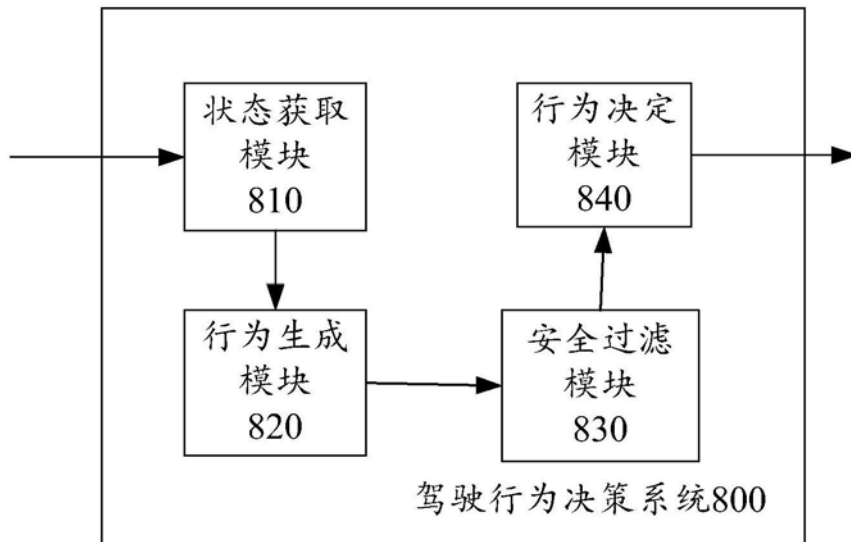 状态获取
模块
810
行为决定
模块
840
行为生成
模块
820
安全过滤
模块
830
驾驶行为决策系统800